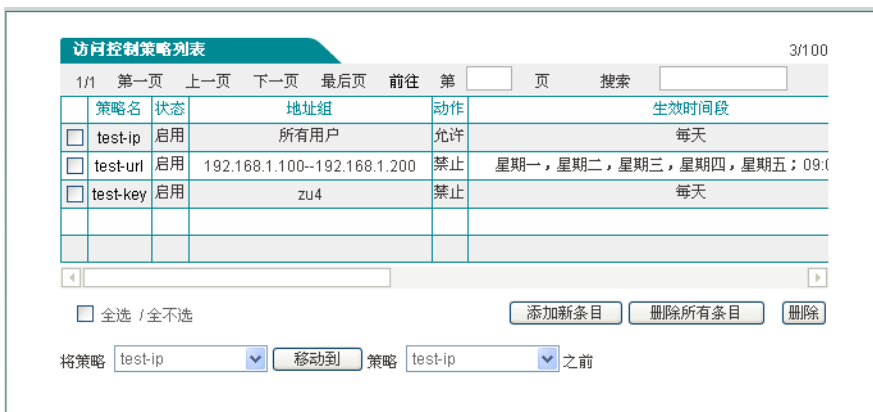 访问控制策略列表 3/100
1/1 第一页 上一页 下一页 最后页 前往 第 页 搜索
策略名 状态 地址组 动作 生效时间段
test-ip 启用 所有用户 允许 每天
test-url 启用 192.168.1.100--192.168.1.200 禁止 星期一，星期二，星期三，星期四，星期五；09:
test-key 启用 zu4 禁止 每天
全选 / 全不选 添加新条目 删除所有条目 删除
将策略 test-ip 移动到 策略 test-ip 之前